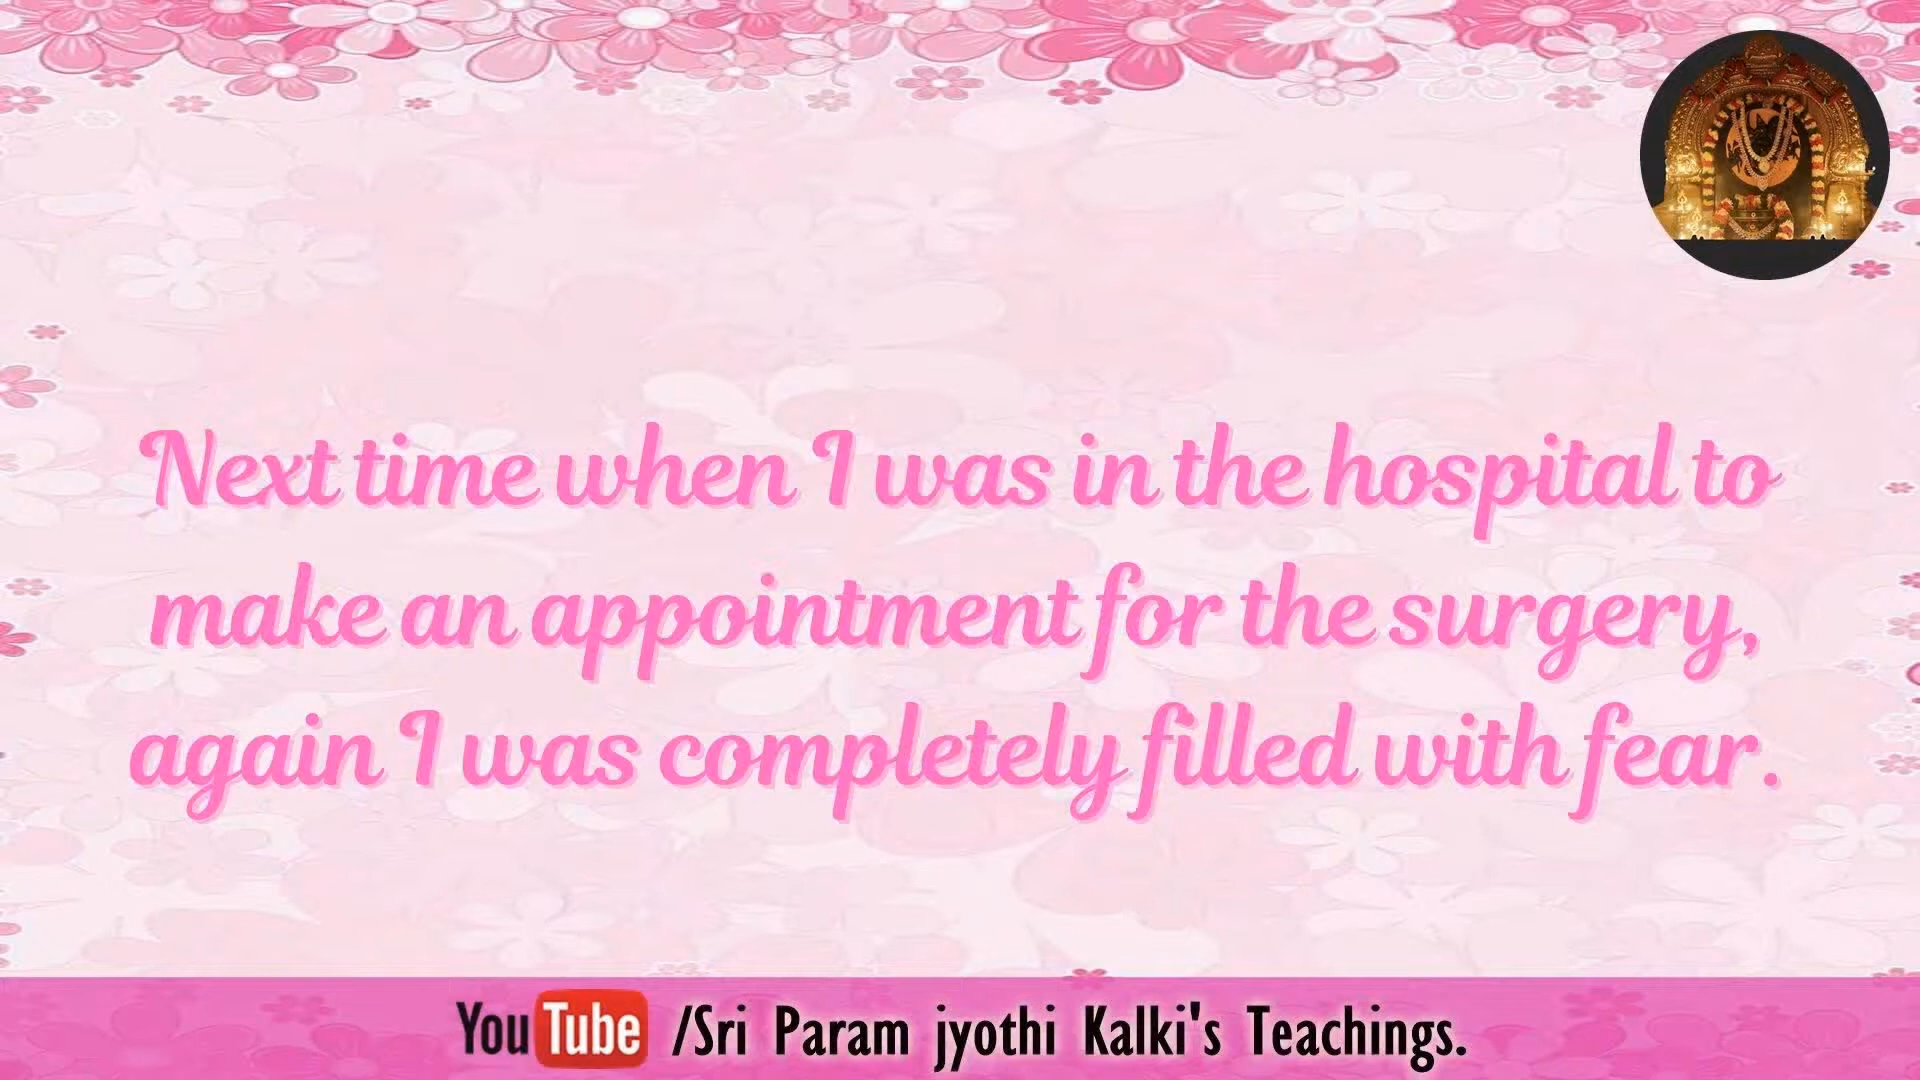 Next time when I was in the hospital to
make an appointment for the surgery,
again I was completely filled with fear.
YouTube /Sri Param jyothi Kalki's Teachings.